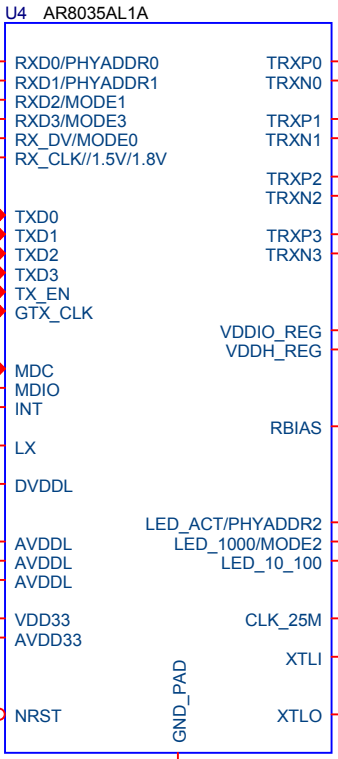 U4 AR8035AL1A
RXD0/PHYADDR0 TRXP0
RXD1/PHYADDR1 TRXN0
RXD2/MODE1
RXD3/MODE3 TRXP1
RX_DV/MODE0 TRXN1
RX_CLK//1.5V/1.8V
TRXP2
TRXN2
TXD0
TXD1 TRXP3
TXD2 TRXN3
TXD3
TX_EN
GTX_CLK
VDDIO_REG
VDDH_REG
MDC
MDIO
INT
RBIAS
LX
DVDDL
LED_ACT/PHYADDR2
AVDDL LED_1000/MODE2
AVDDL LED_10_100
AVDDL
VDD33 CLK_25M
AVDD33
XTLI
GND_PAD
NRST XTLO